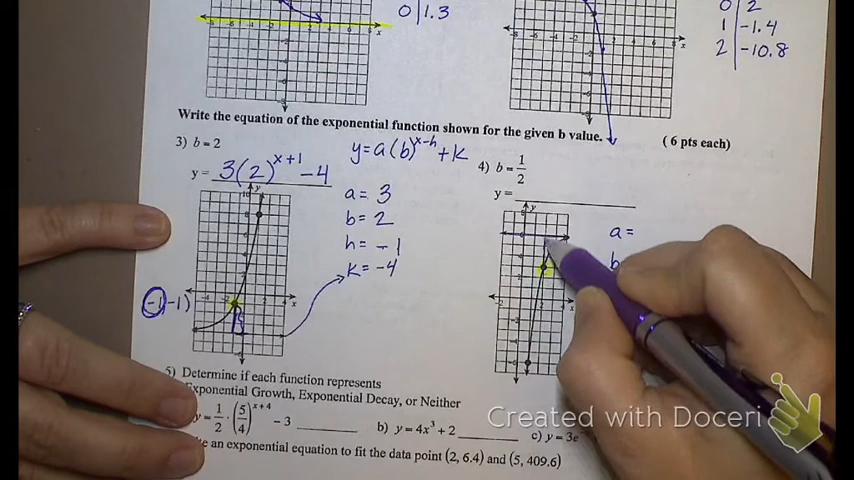 0 | 1.3
0 | 2
1 | -1.4
2 | -10.8
Write the equation of the exponential function shown for the given b value. ( 6 pts each)
3) b = 2
y = 3(2)^{x+1} - 4
y = a(b)^{x-h} + k
a = 3
b = 2
h = -1
k = -4
(-1, -1)
4) b = 1/2
y =
a =
b
5) Determine if each function represents
Exponential Growth, Exponential Decay, or Neither
y = 1/2 · (5/4)^{x+4} - 3 b) y = 4x^3 + 2 c) y = 3e
an exponential equation to fit the data point (2, 6.4) and (5, 409.6)
Created with Doceri